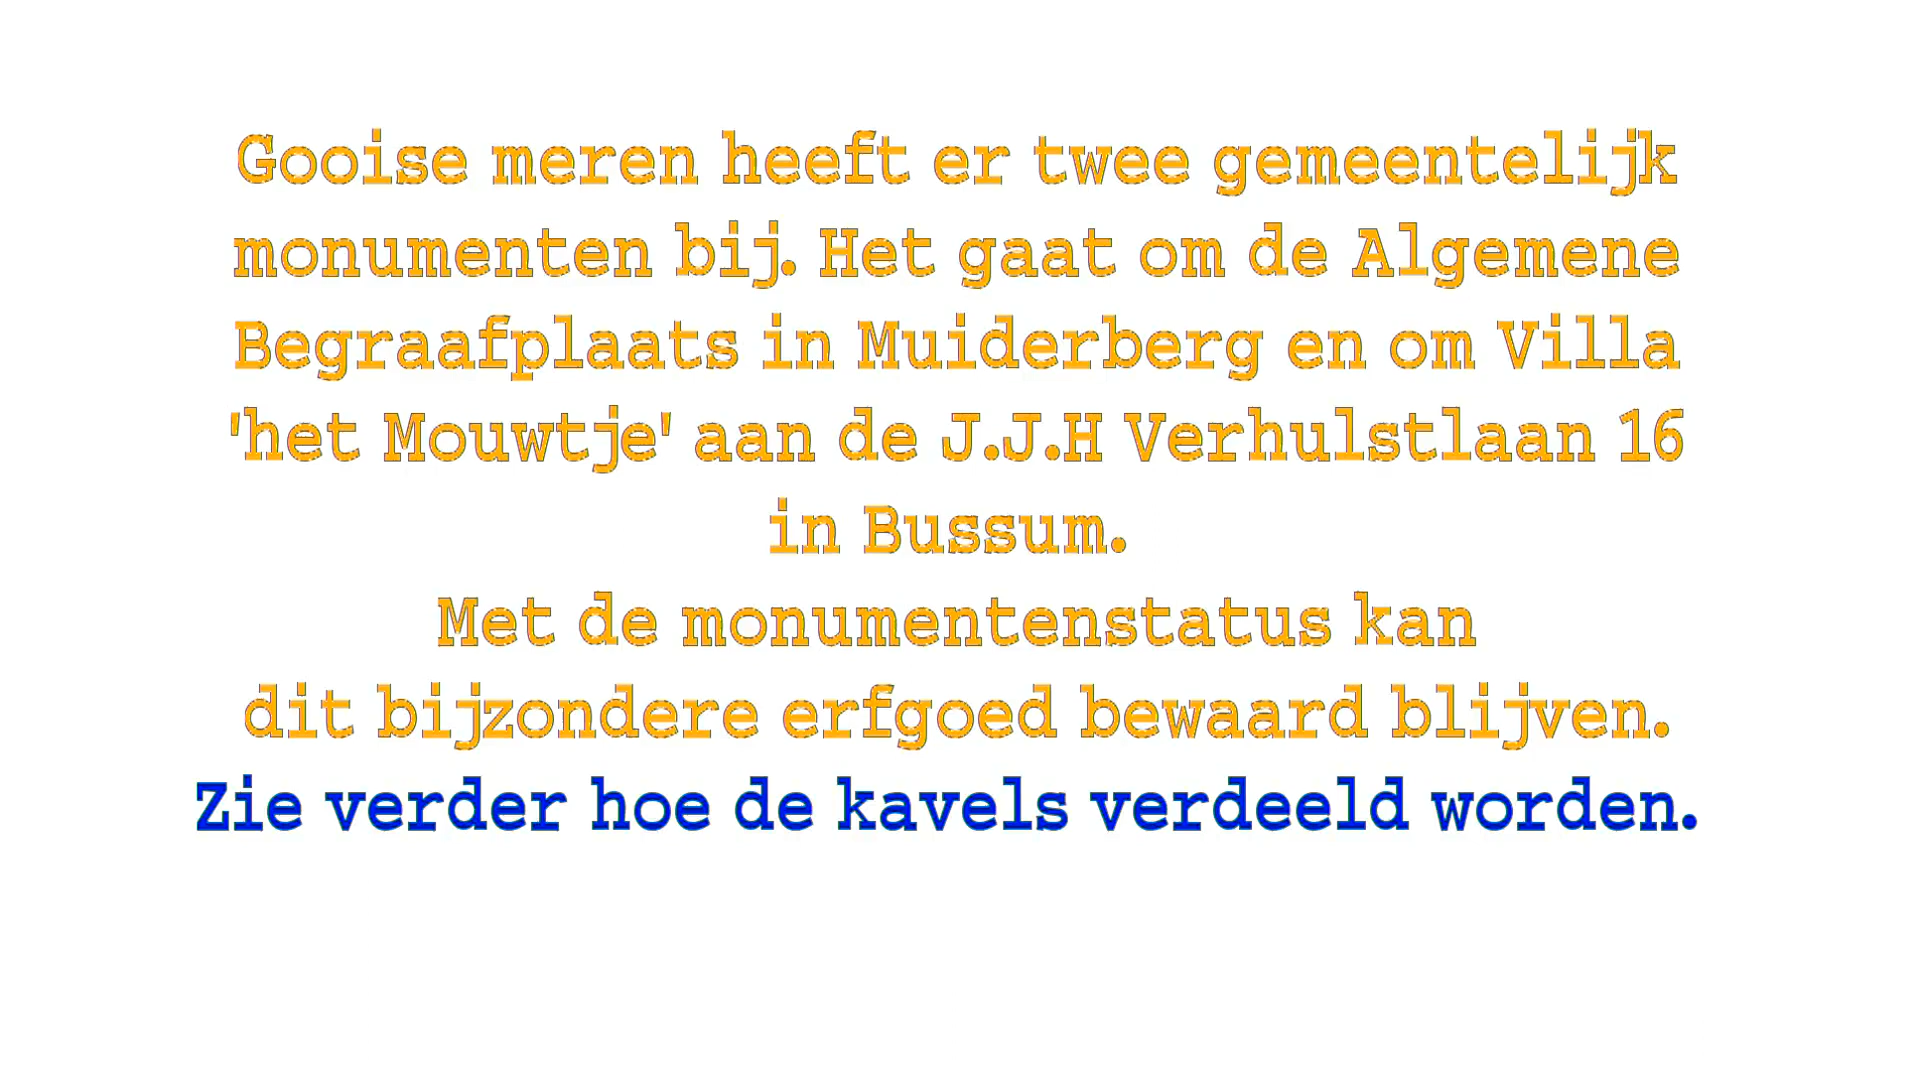 Gooise meren heeft er twee gemeentelijk
monumenten bij. Het gaat om de Algemene
Begraafplaats in Muiderberg en om Villa
'het Mouwtje' aan de J.J.H Verhulstlaan 16
in Bussum.
Met de monumentenstatus kan
dit bijzondere erfgoed bewaard blijven.
Zie verder hoe de kavels verdeeld worden.